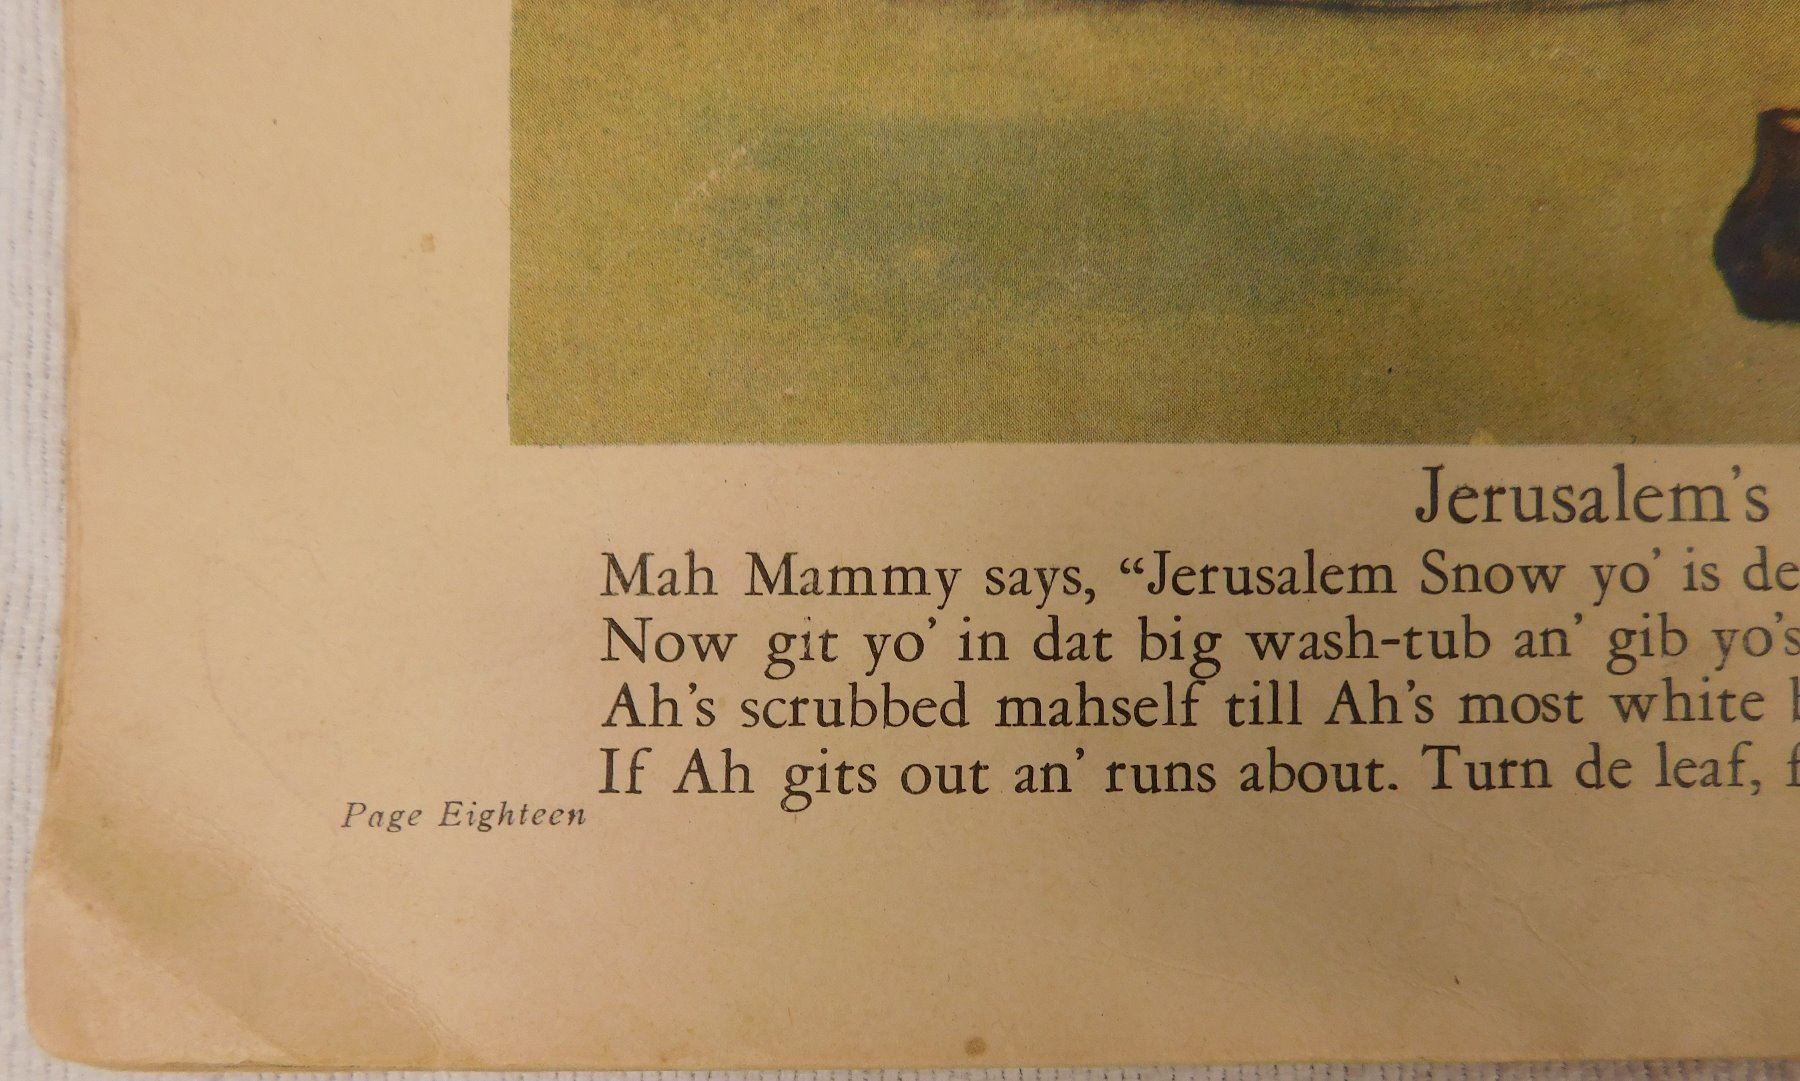 Jerusalem's
Mah Mammy says, “Jerusalem Snow yo' is de
Now git yo' in dat big wash-tub an' gib yo's
Ah's scrubbed mahself till Ah's most white
If Ah gits out an' runs about. Turn de leaf,
Page Eighteen